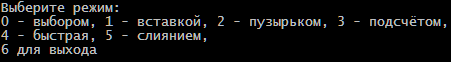 Выберите режим:
0 - выбором, 1 - вставкой, 2 - пузырьком, 3 - подсчётом,
4 - быстрая, 5 - слиянием,
6 для выхода